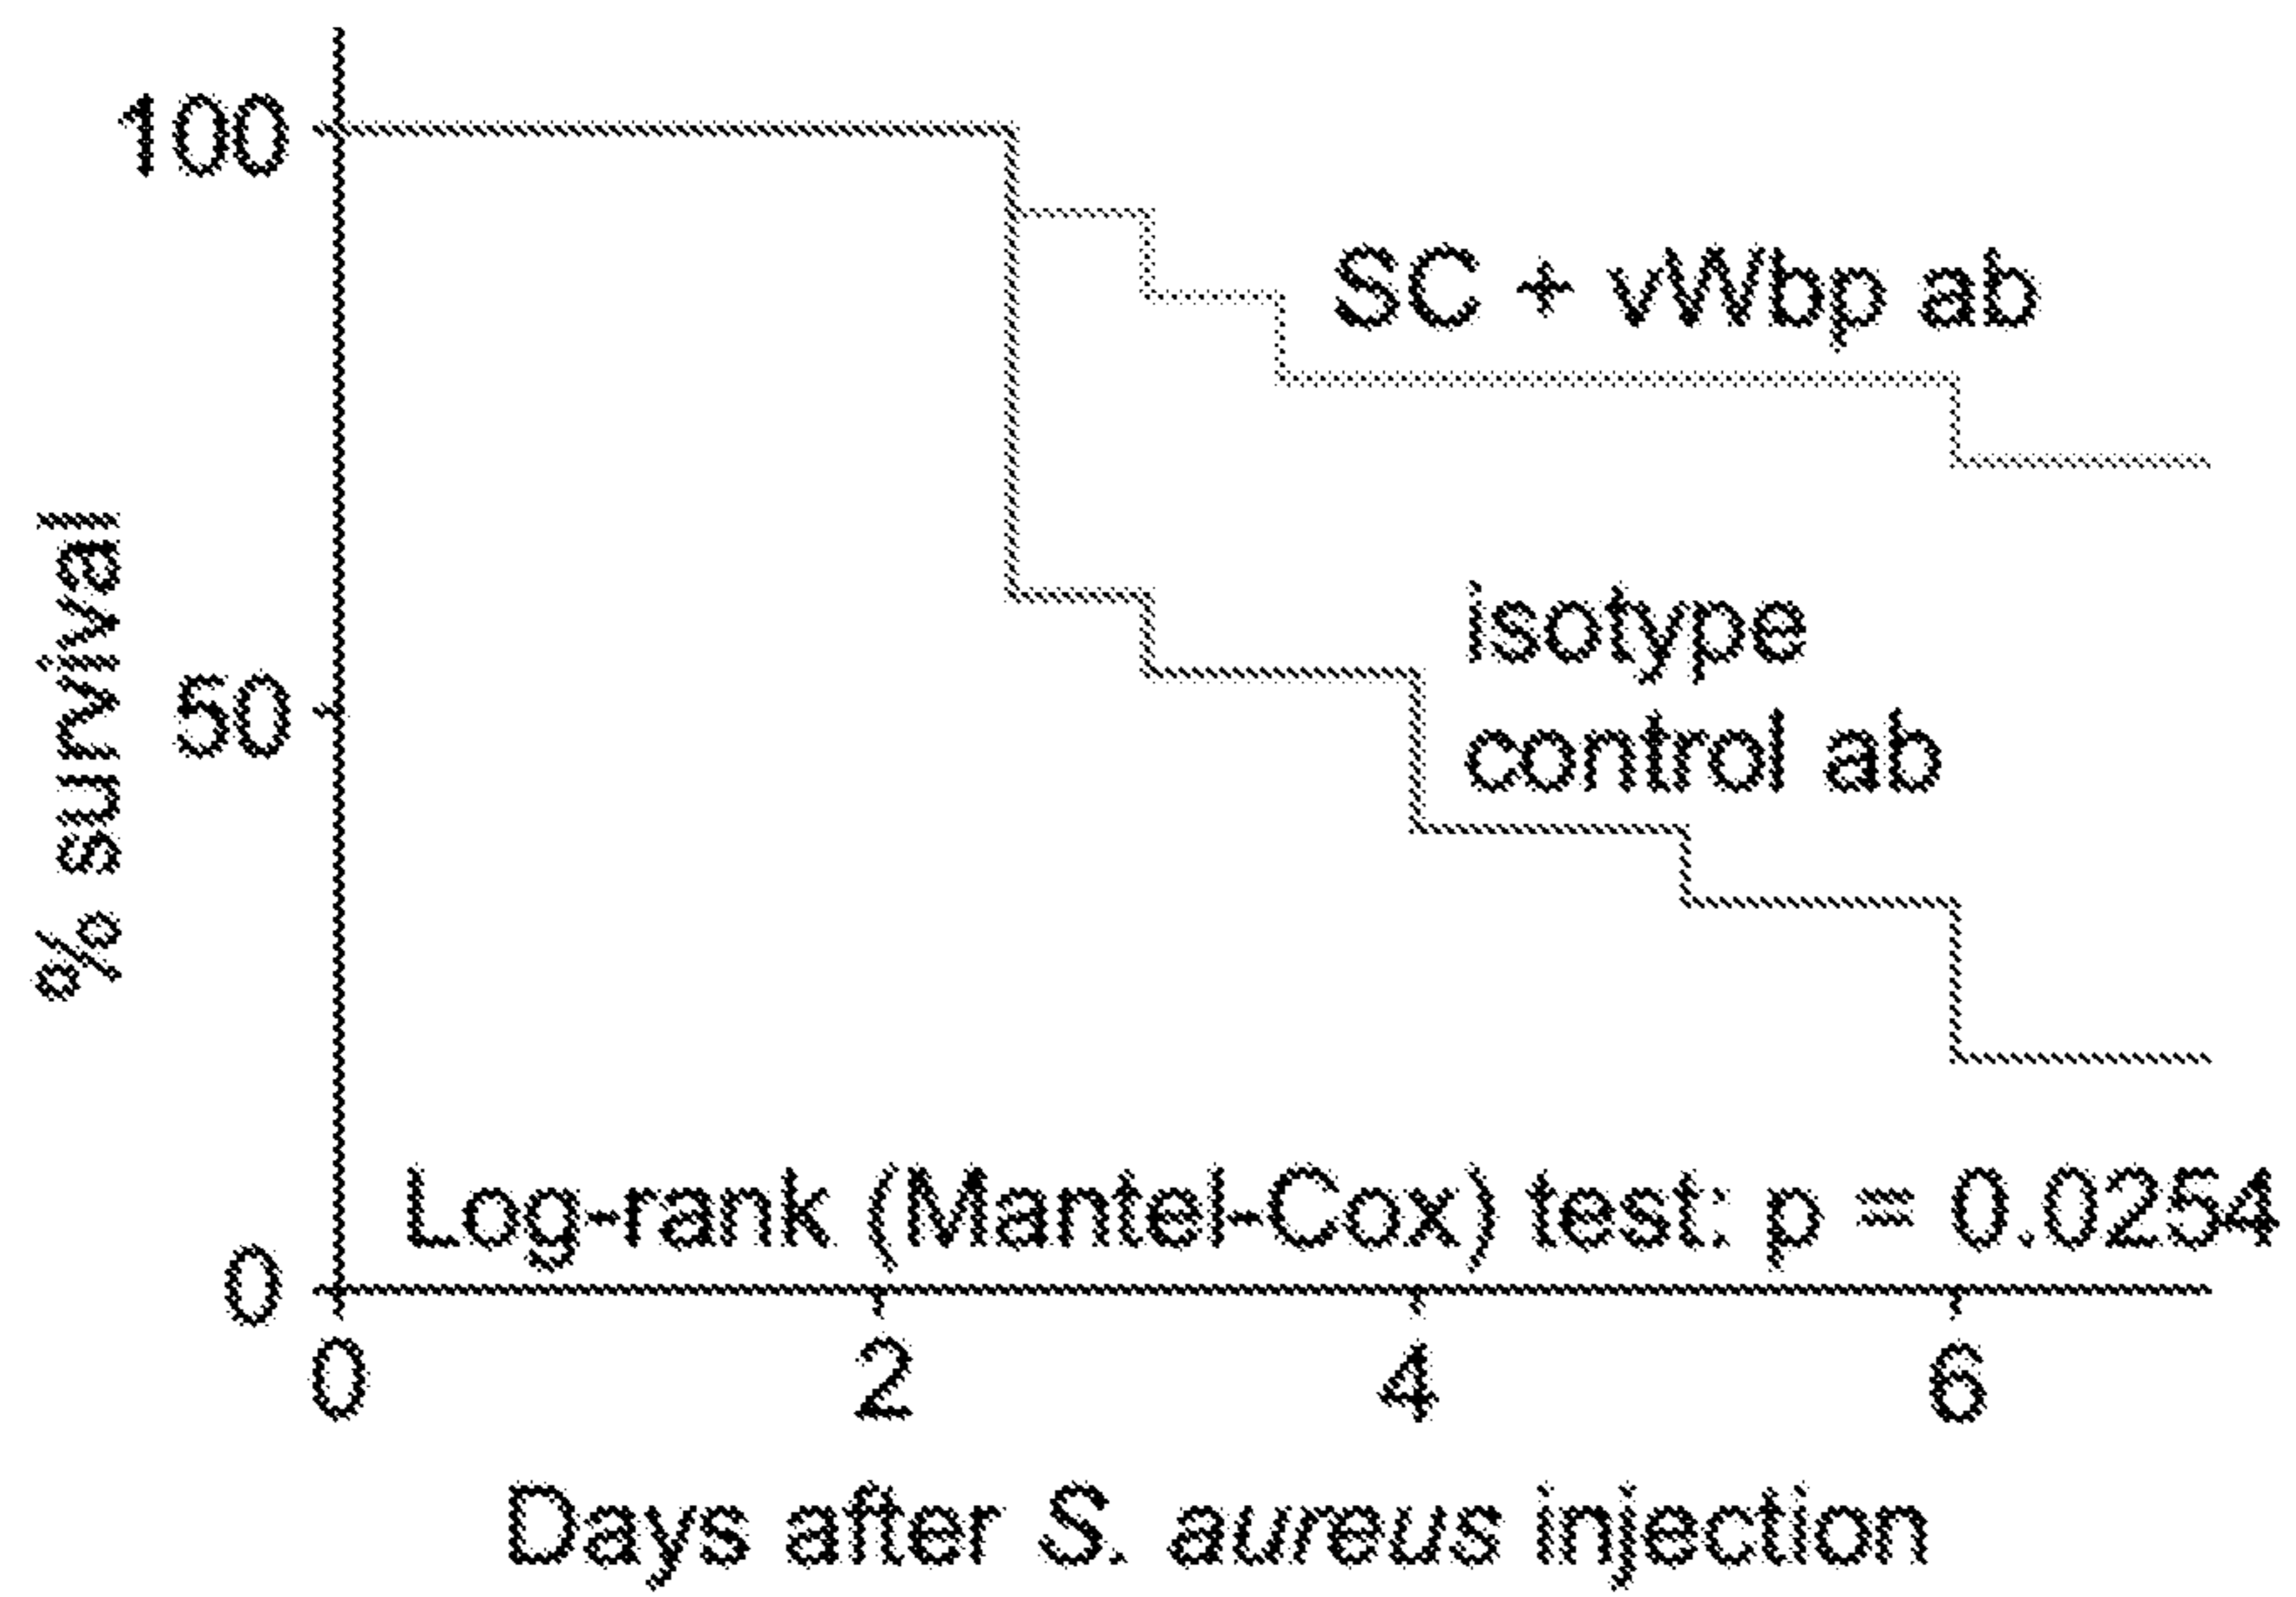 100
SC + vWbp ab
% survival
isotype
50
control ab
Log-rank (Mantel-Cox) test: p = 0.0254
0
0 2 4 6
Days after S. aureus injection